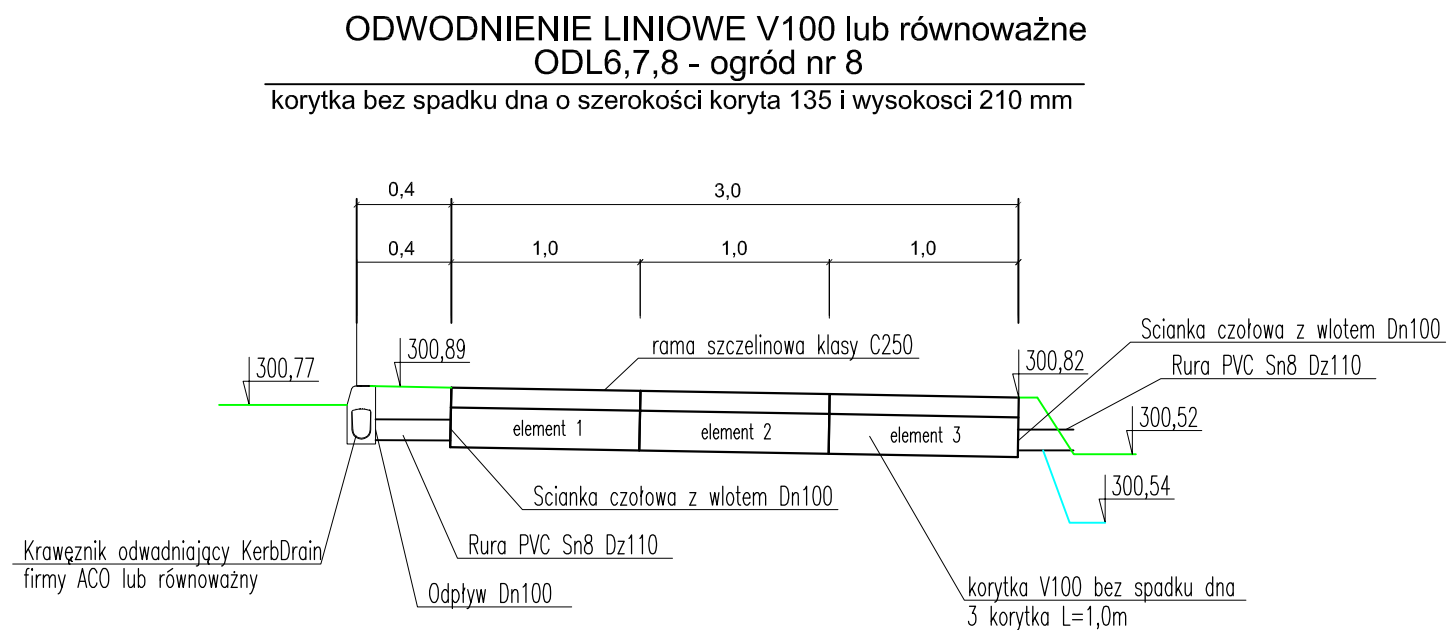 ODWODNIENIE LINIOWE V100 lub równoważne
ODL6,7,8 - ogród nr 8
korytka bez spadku dna o szerokości koryta 135 i wysokosci 210 mm
0,4
3,0
0,4
1,0
1,0
1,0
300,77
300,89
rama szczelinowa klasy C250
300,82
Scianka czołowa z wlotem Dn100
Rura PVC Sn8 Dz110
element 1
element 2
element 3
300,52
300,54
Scianka czołowa z wlotem Dn100
Rura PVC Sn8 Dz110
Odpływ Dn100
Krawęznik odwadniający KerbDrain
firmy ACO lub równoważny
korytka V100 bez spadku dna
3 korytka L=1,0m